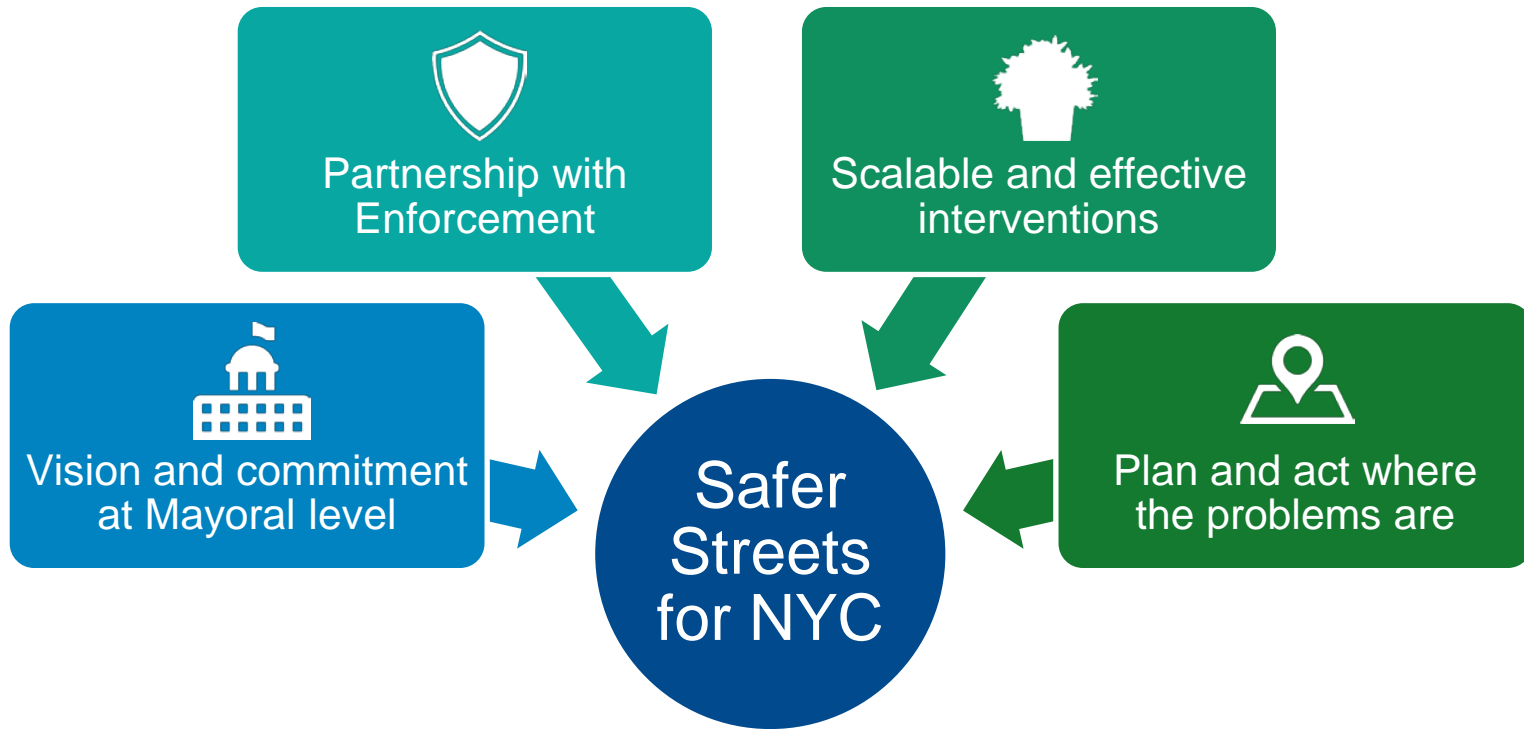 Partnership with
Enforcement
Scalable and effective
interventions
Vision and commitment
at Mayoral level
Plan and act where
the problems are
Safer
Streets
for NYC